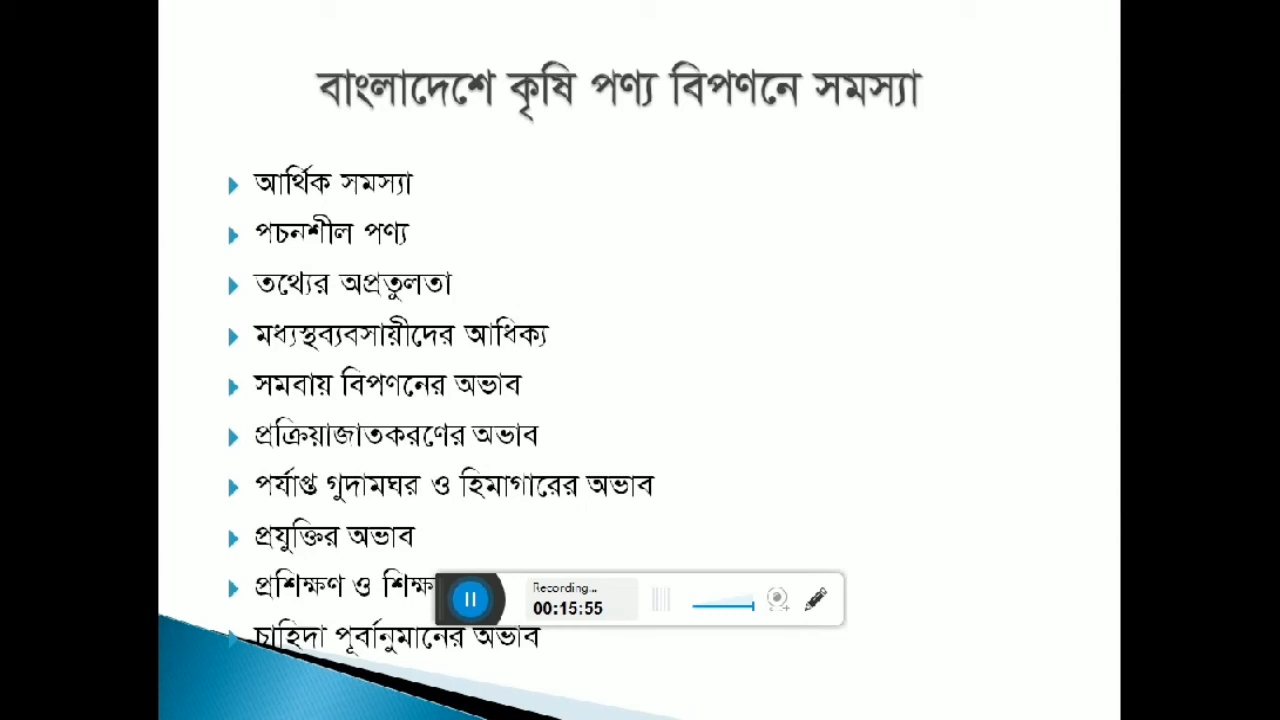 বাংলাদেশে কৃষি পণ্য বিপণনে সমস্যা
আর্থিক সমস্যা
পচনশীল পণ্য
তথ্যের অপ্রতুলতা
মধ্যস্থব্যবসায়ীদের আধিক্য
সমবায় বিপণনের অভাব
প্রক্রিয়াজাতকরণের অভাব
পর্যাপ্ত গুদামঘর ও হিমাগারের অভাব
প্রযুক্তির অভাব
প্রশিক্ষণ ও
Recording...
00:15:55
চাহিদা পূর্বানুমানের অভাব